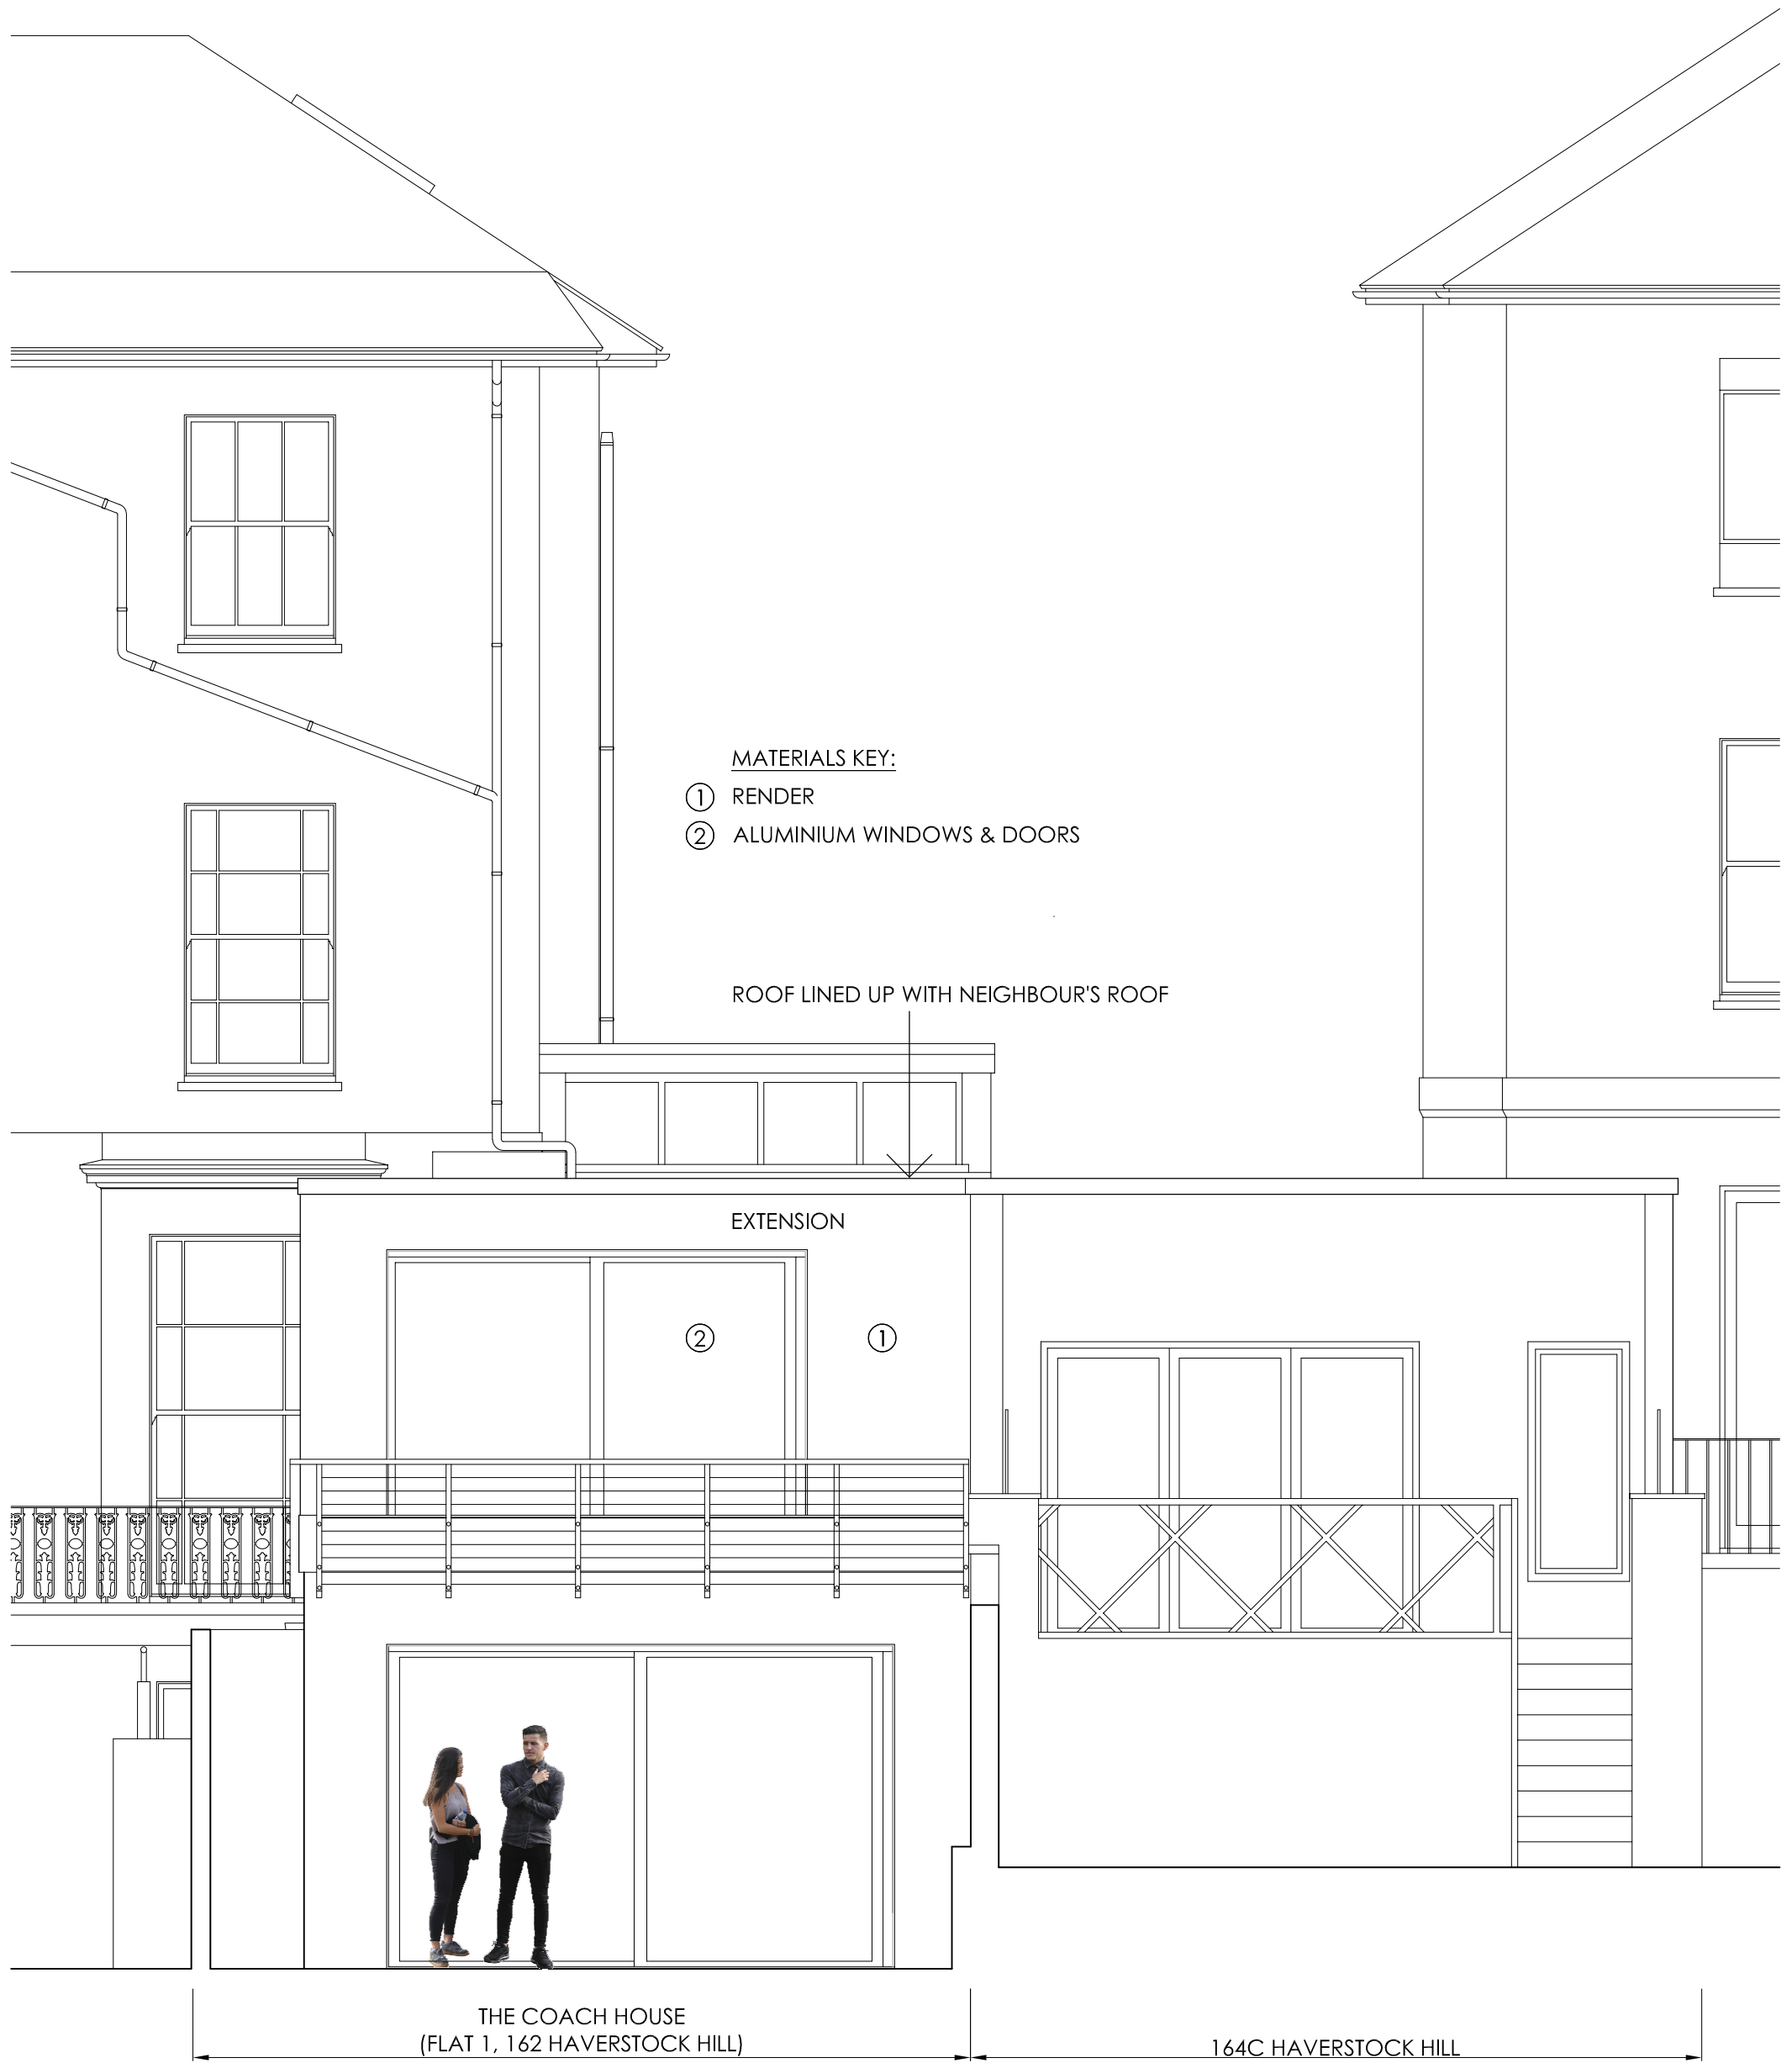 MATERIALS KEY:
1 RENDER
2 ALUMINIUM WINDOWS & DOORS
ROOF LINED UP WITH NEIGHBOUR'S ROOF
EXTENSION
2
1
THE COACH HOUSE
(FLAT 1, 162 HAVERSTOCK HILL)
164C HAVERSTOCK HILL